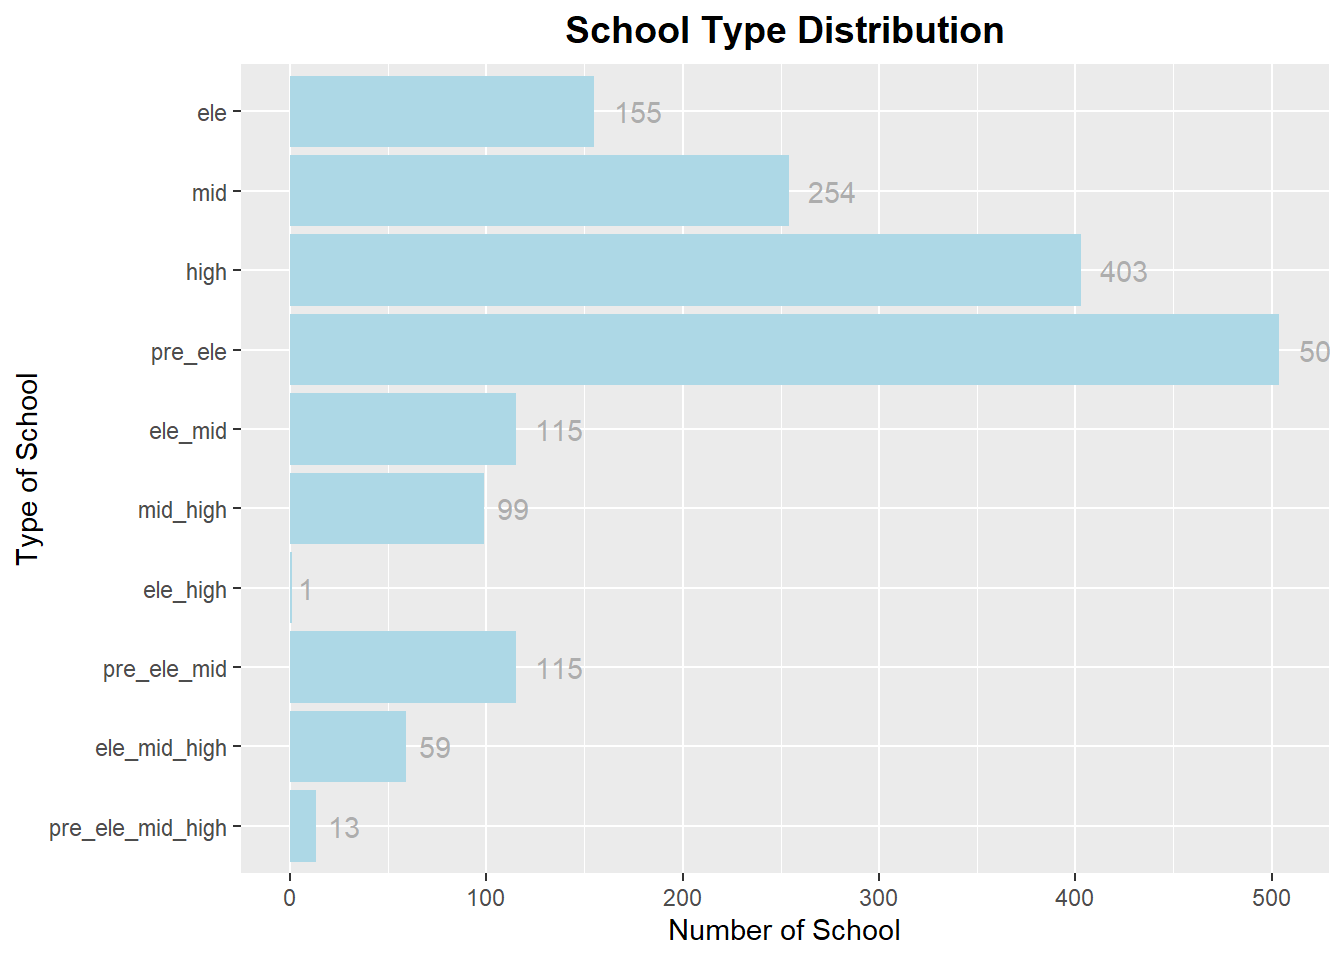 School Type Distribution
Type of School
ele 155
mid 254
high 403
pre_ele 50
ele_mid 115
mid_high 99
ele_high 1
pre_ele_mid 115
ele_mid_high 59
pre_ele_mid_high 13
0 100 200 300 400 500
Number of School